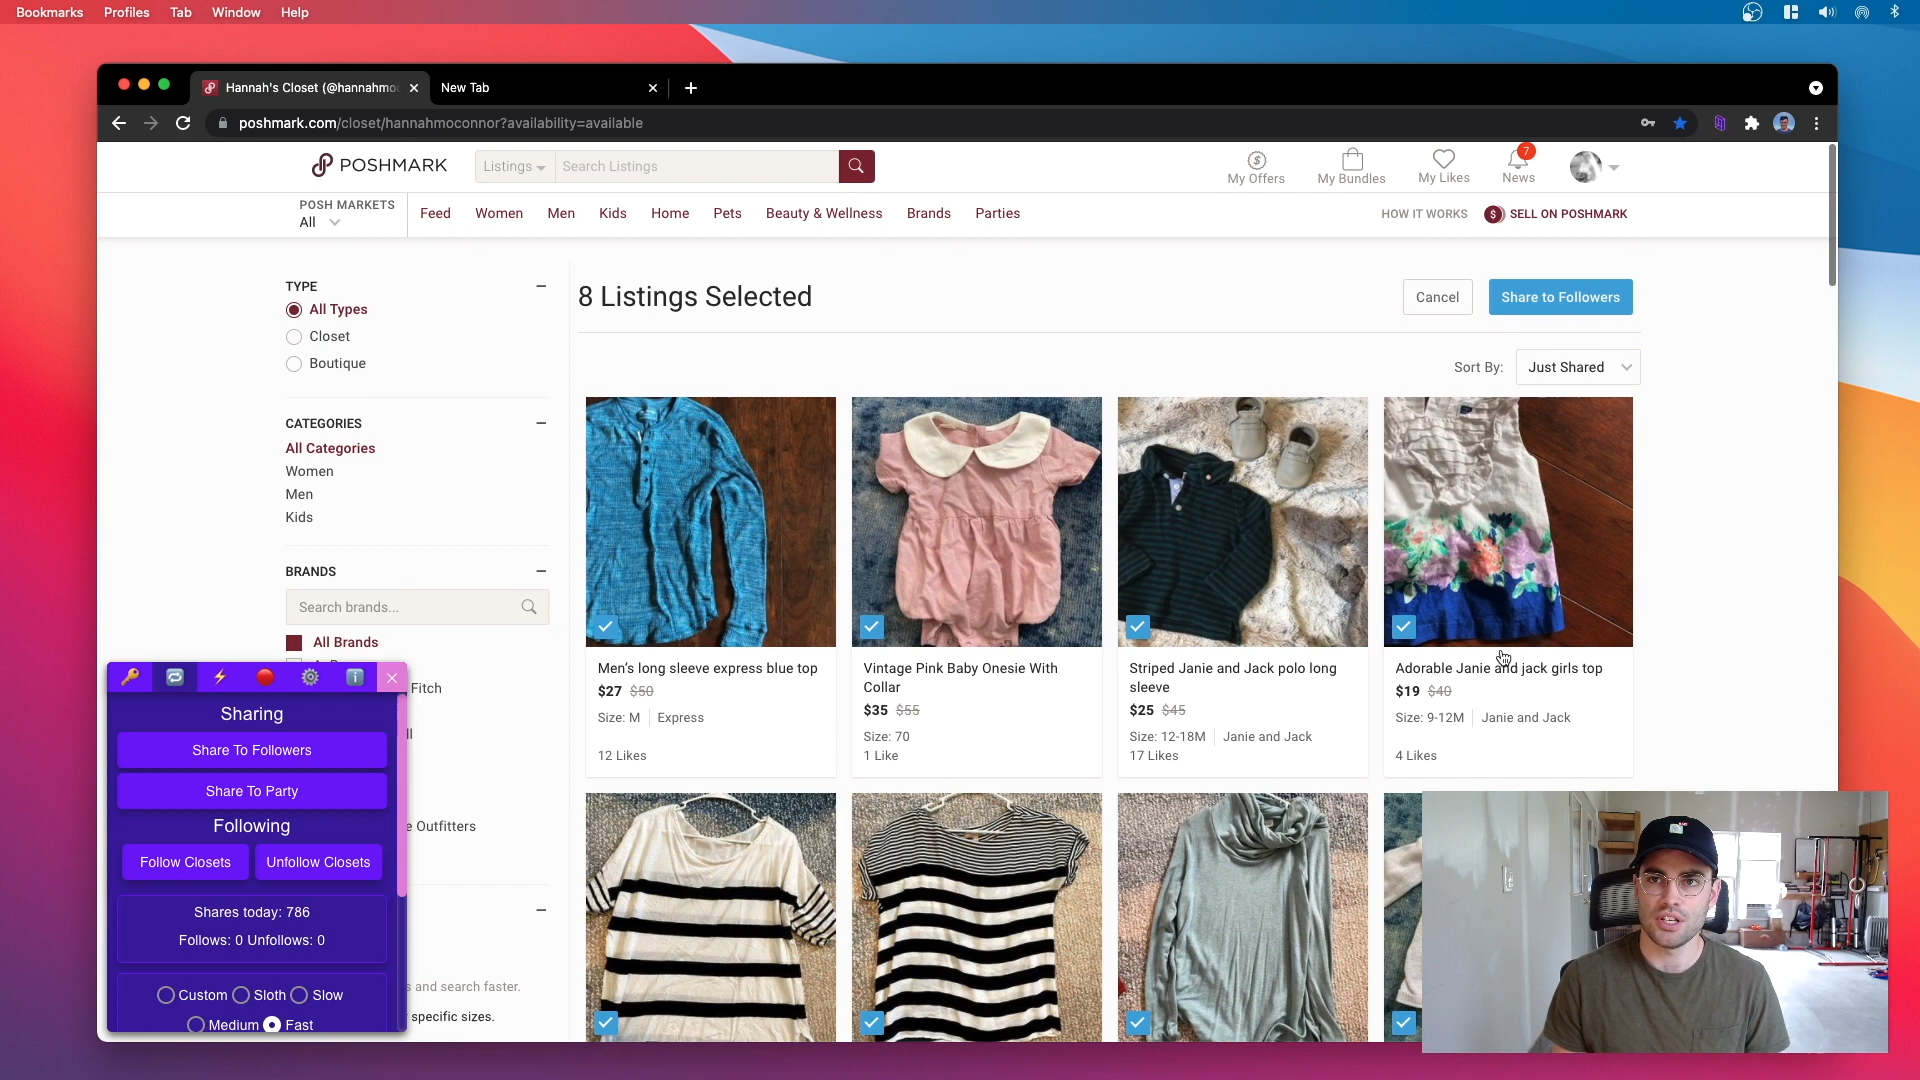 Bookmarks Profiles Tab Window Help
Hannah's Closet (@hannahmoc
New Tab
poshmark.com/closet/hannahmoconnor?availability=available
POSHMARK
Listings
Search Listings
My Offers
My Bundles
My Likes
7
News
POSH MARKETS
All
Feed Women Men Kids Home Pets Beauty & Wellness Brands Parties
HOW IT WORKS
SELL ON POSHMARK
TYPE
All Types
Closet
Boutique
CATEGORIES
All Categories
Women
Men
Kids
BRANDS
Search brands...
All Brands
Fitch
ll
e Outfitters
s and search faster.
specific sizes.
8 Listings Selected
Cancel
Share to Followers
Sort By: Just Shared
Men's long sleeve express blue top
$27 $50
Size: M Express
12 Likes
Vintage Pink Baby Onesie With
Collar
$35 $55
Size: 70
1 Like
Striped Janie and Jack polo long
sleeve
$25 $45
Size: 12-18M Janie and Jack
17 Likes
Adorable Janie and jack girls top
$19 $40
Size: 9-12M Janie and Jack
4 Likes
Sharing
Share To Followers
Share To Party
Following
Follow Closets
Unfollow Closets
Shares today: 786
Follows: 0 Unfollows: 0
Custom Sloth Slow
Medium Fast